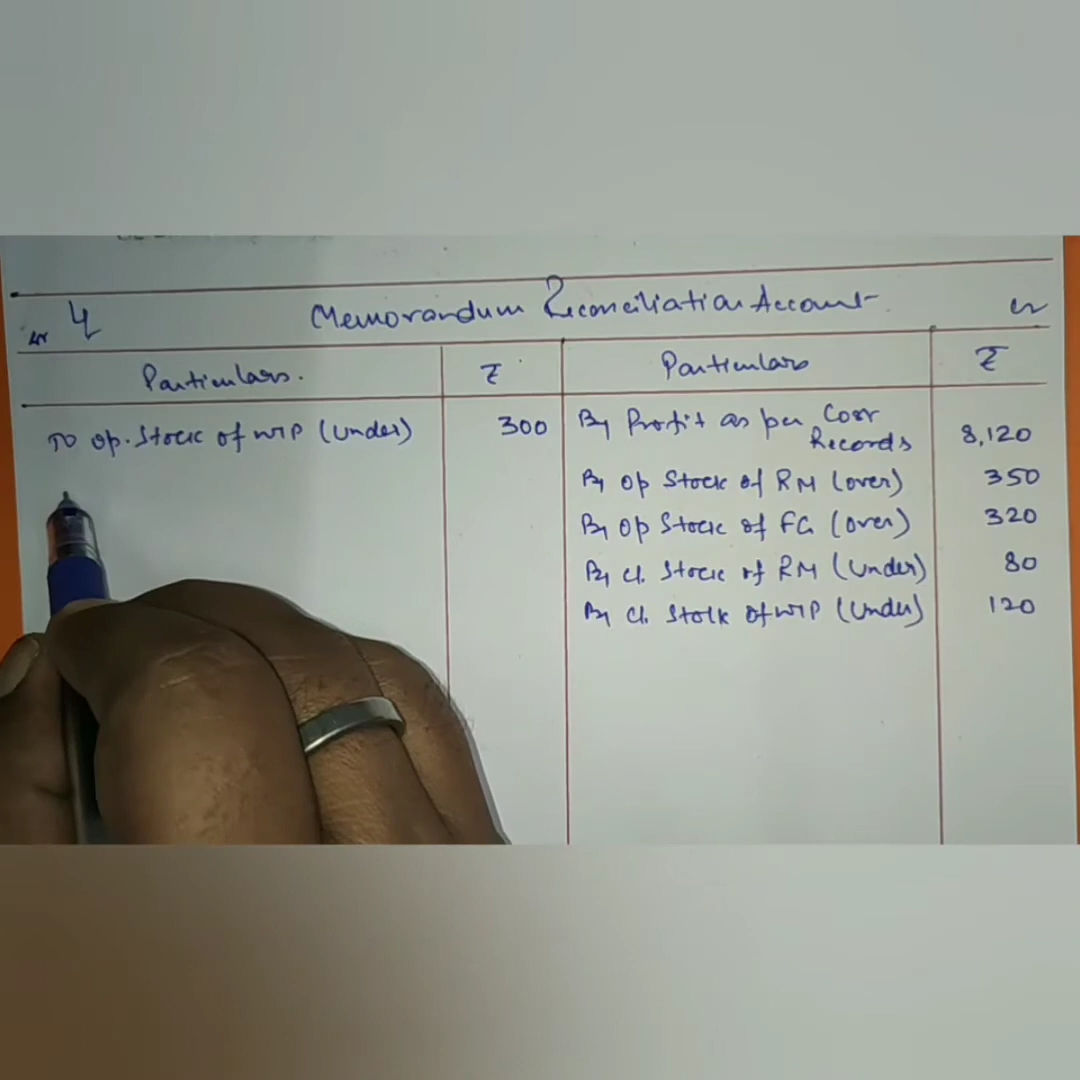 4 Memorandum Reconciliation Account
Particulars. ₹ Particulars ₹
To Op. Stock of WIP (Under) 300 By Profit as per Cost
Records 8,120
By Op Stock of RM (over) 350
By Op Stock of FG (over) 320
By Cl. Stock of RM (Under) 80
By Cl. Stock of WIP (Under) 120